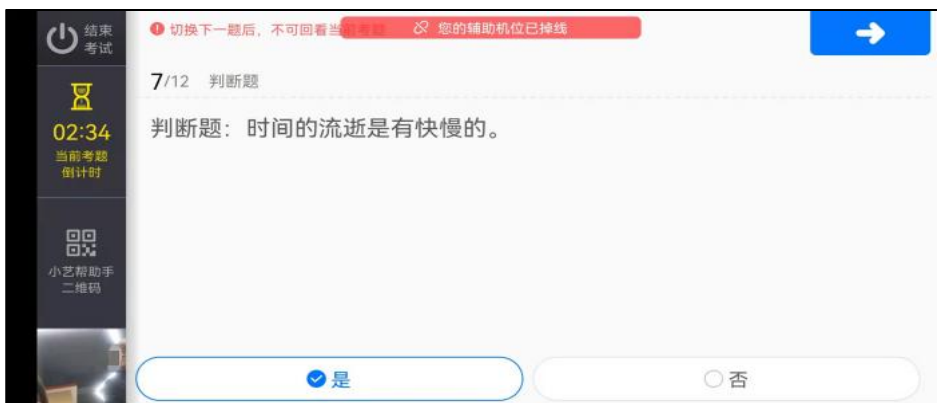 结束
考试
02:34
当前考题
倒计时
小艺帮助手
二维码
切换下一题后，不可回看当
您的辅助机位已掉线
7/12 判断题
判断题：时间的流逝是有快慢的。
是
否